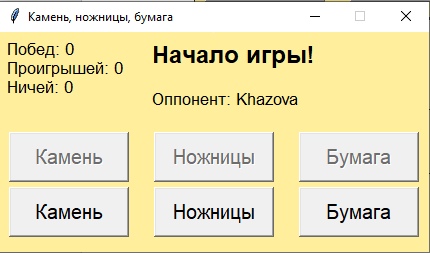 Камень, ножницы, бумага
Побед: 0
Проигрышей: 0
Ничей: 0
Начало игры!
Оппонент: Khazova
Камень Ножницы Бумага
Камень Ножницы Бумага